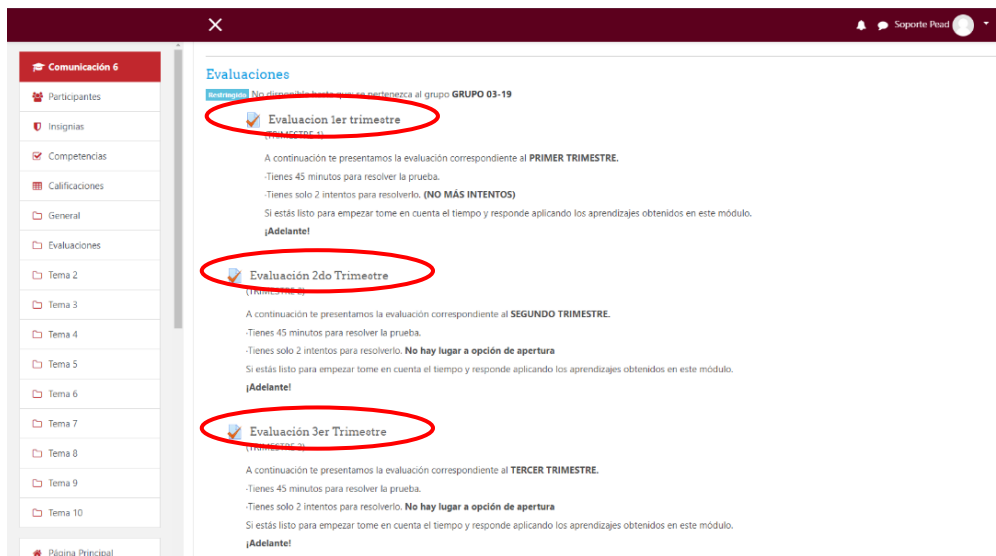 Soporte Pead
Comunicación 6
Participantes
Insignias
Competencias
Calificaciones
General
Evaluaciones
Tema 2
Tema 3
Tema 4
Tema 5
Tema 6
Tema 7
Tema 8
Tema 9
Tema 10
Página Principal
Evaluaciones
Restringido No disponible hasta que: se pertenezca al grupo GRUPO 03-19
Evaluacion 1er trimestre
(TRIMESTRE 1)
A continuación te presentamos la evaluación correspondiente al PRIMER TRIMESTRE.
-Tienes 45 minutos para resolver la prueba.
-Tienes solo 2 intentos para resolverlo. (NO MÁS INTENTOS)
Si estás listo para empezar tome en cuenta el tiempo y responde aplicando los aprendizajes obtenidos en este módulo.
¡Adelante!
Evaluación 2do Trimestre
(TRIMESTRE 2)
A continuación te presentamos la evaluación correspondiente al SEGUNDO TRIMESTRE.
-Tienes 45 minutos para resolver la prueba.
-Tienes solo 2 intentos para resolverlo. No hay lugar a opción de apertura
Si estás listo para empezar tome en cuenta el tiempo y responde aplicando los aprendizajes obtenidos en este módulo.
¡Adelante!
Evaluación 3er Trimestre
(TRIMESTRE 3)
A continuación te presentamos la evaluación correspondiente al TERCER TRIMESTRE.
-Tienes 45 minutos para resolver la prueba.
-Tienes solo 2 intentos para resolverlo. No hay lugar a opción de apertura
Si estás listo para empezar tome en cuenta el tiempo y responde aplicando los aprendizajes obtenidos en este módulo.
¡Adelante!